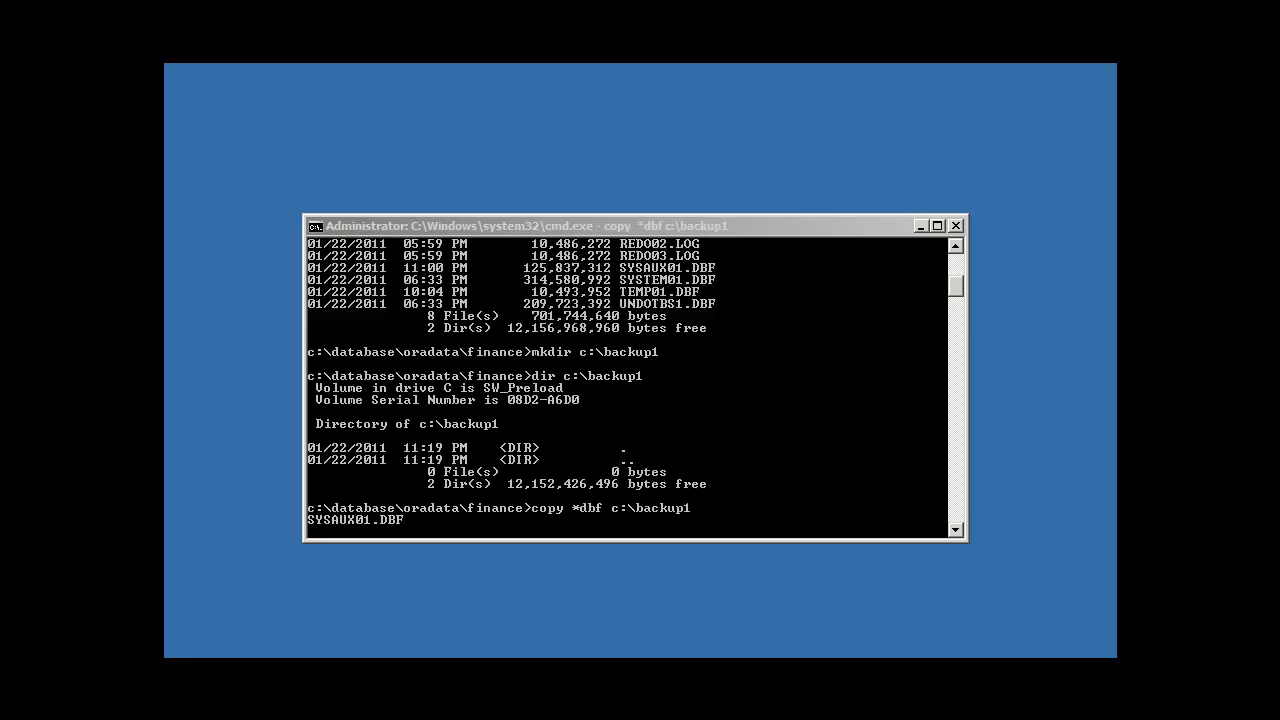 Administrator: C:\Windows\system32\cmd.exe - copy  *dbf c:\backup1
01/22/2011  05:59 PM        10,486,272 REDO02.LOG
01/22/2011  05:59 PM        10,486,272 REDO03.LOG
01/22/2011  11:00 PM       125,837,312 SYSAUX01.DBF
01/22/2011  06:33 PM       314,580,992 SYSTEM01.DBF
01/22/2011  10:04 PM        10,493,952 TEMP01.DBF
01/22/2011  06:33 PM       209,723,392 UNDOTBS1.DBF
               8 File(s)    701,744,640 bytes
               2 Dir(s)  12,156,968,960 bytes free
c:\database\oradata\finance>mkdir c:\backup1
c:\database\oradata\finance>dir c:\backup1
 Volume in drive C is SW_Preload
 Volume Serial Number is 08D2-A6D0
 Directory of c:\backup1
01/22/2011  11:19 PM    <DIR>          .
01/22/2011  11:19 PM    <DIR>          ..
               0 File(s)              0 bytes
               2 Dir(s)  12,152,426,496 bytes free
c:\database\oradata\finance>copy *dbf c:\backup1
SYSAUX01.DBF